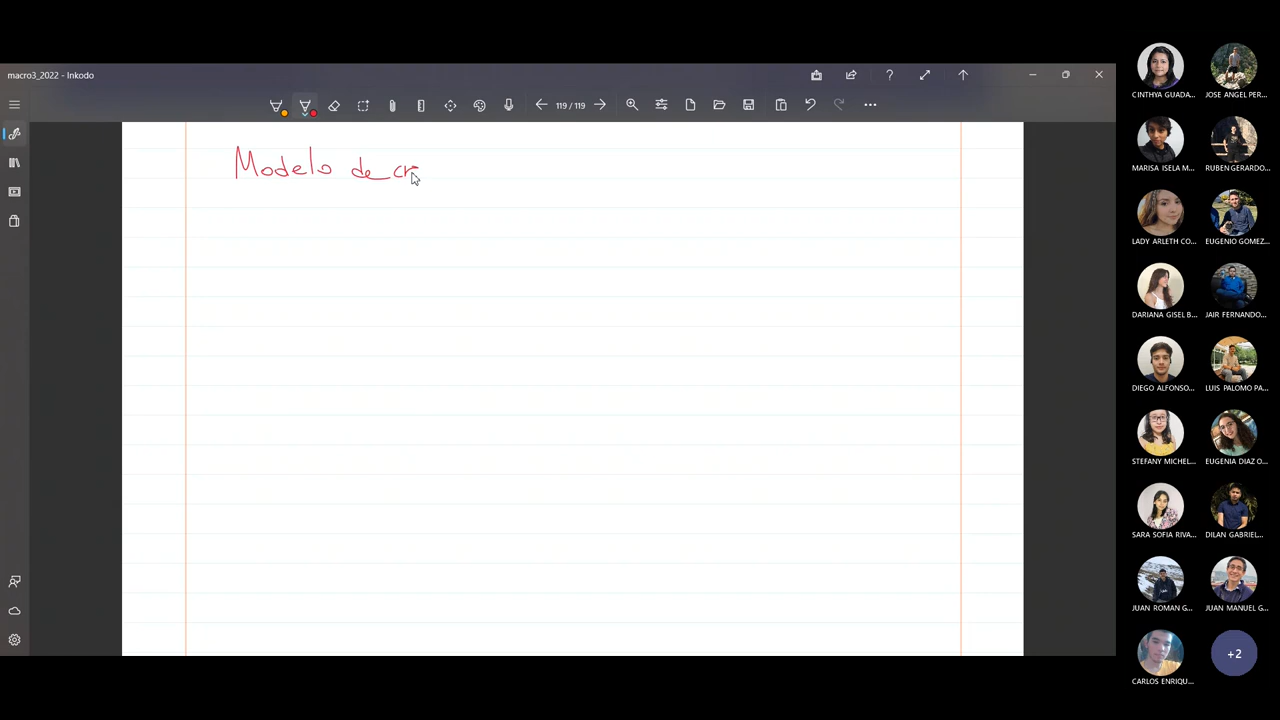 macro3_2022 - Inkodo
119 / 119
Modelo de cr
CINTHYA GUADA...
JOSE ANGEL PER...
MARISA ISELA M...
RUBEN GERARDO...
LADY ARLETH CO...
EUGENIO GOMEZ...
DARIANA GISEL B...
JAIR FERNANDO...
DIEGO ALFONSO...
LUIS PALOMO PA...
STEFANY MICHEL...
EUGENIA DIAZ O...
SARA SOFIA RIVA...
DILAN GABRIEL...
JUAN ROMAN G...
JUAN MANUEL G...
CARLOS ENRIQU...
+2